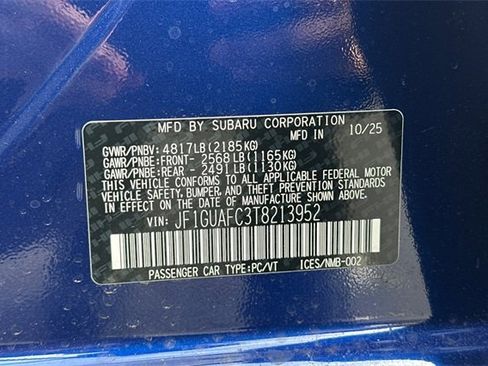 MFD BY SUBARU CORPORATION
MFD IN 10/25
GVWR/PNBV: 4817LB(2185KG)
GAWR/PNBE:FRONT- 2568LB(1165KG)
GAWR/PNBE:REAR - 2491LB(1130KG)
THIS VEHICLE CONFORMS TO ALL APPLICABLE FEDERAL MOTOR
VEHICLE SAFETY, BUMPER, AND THEFT PREVENTION STANDARDS
IN EFFECT ON THE DATE OF
MANUFACTURE SHOWN ABOVE.
VIN: JF1GUAFC3T8213952
PASSENGER CAR TYPE:PC/VT ICES/NMB-002